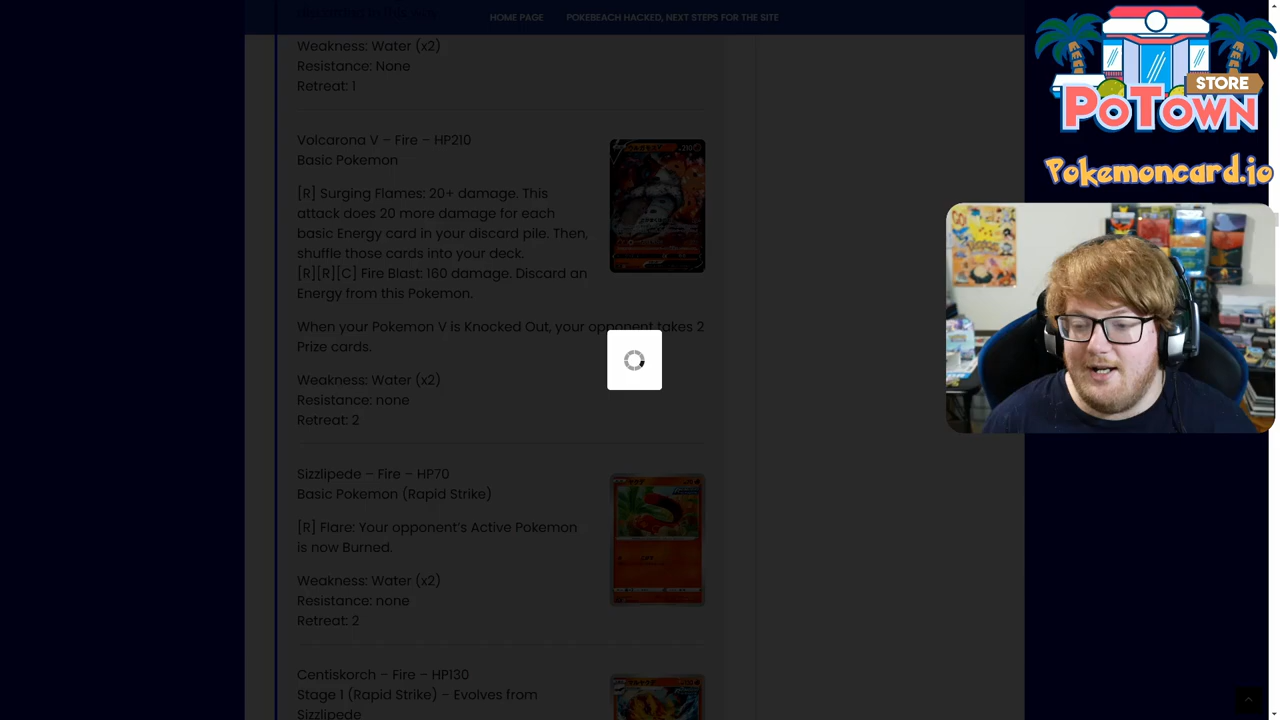 HOME PAGE
POKEBEACH HACKED, NEXT STEPS FOR THE SITE
Weakness: Water (x2)
Resistance: None
Retreat: 1
Volcarona V – Fire – HP210
Basic Pokemon
[R] Surging Flames: 20+ damage. This
attack does 20 more damage for each
basic Energy card in your discard pile. Then,
shuffle those cards into your deck.
[R][R][C] Fire Blast: 160 damage. Discard an
Energy from this Pokemon.
When your Pokemon V is Knocked Out, your opponent takes 2
Prize cards.
Weakness: Water (x2)
Resistance: none
Retreat: 2
Sizzlipede – Fire – HP70
Basic Pokemon (Rapid Strike)
[R] Flare: Your opponent's Active Pokemon
is now Burned.
Weakness: Water (x2)
Resistance: none
Retreat: 2
Centiskorch – Fire – HP130
Stage 1 (Rapid Strike) – Evolves from
Sizzlipede
STORE
POTOWN
Pokemoncard.io